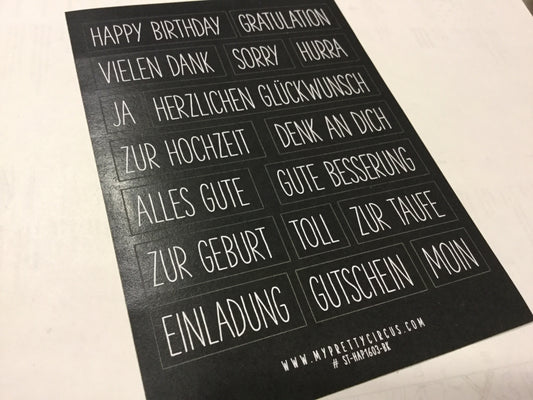 HAPPY BIRTHDAY GRATULATION
VIELEN DANK SORRY HURRA
JA HERZLICHEN GLÜCKWUNSCH
ZUR HOCHZEIT DENK AN DICH
ALLES GUTE GUTE BESSERUNG
ZUR GEBURT TOLL ZUR TAUFE
EINLADUNG GUTSCHEIN MOIN
WWW.MYPRETTYCIRCUS.COM
# ST-HAP1603-BK